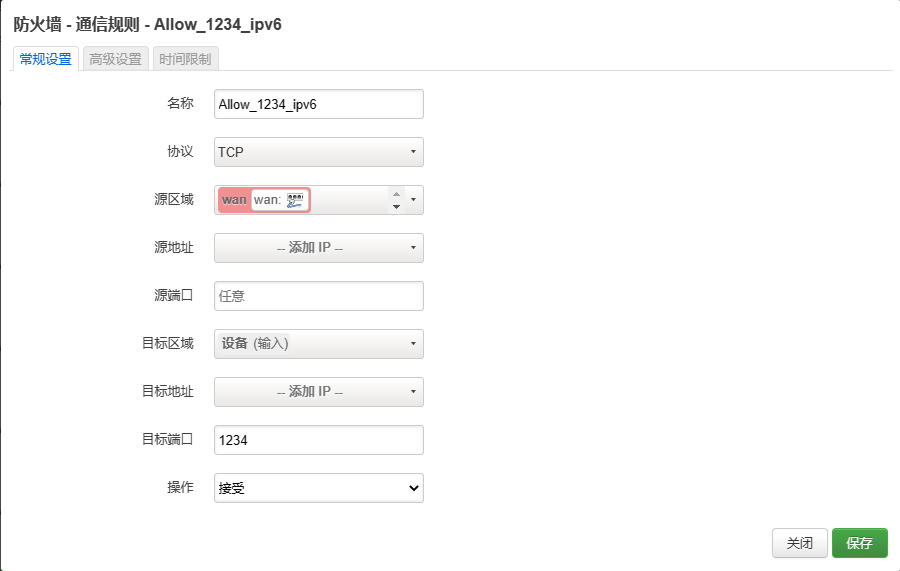 防火墙 - 通信规则 - Allow_1234_ipv6
常规设置 高级设置 时间限制
名称 Allow_1234_ipv6
协议 TCP
源区域 wan wan:
源地址 -- 添加 IP --
源端口 任意
目标区域 设备 (输入)
目标地址 -- 添加 IP --
目标端口 1234
操作 接受
关闭 保存